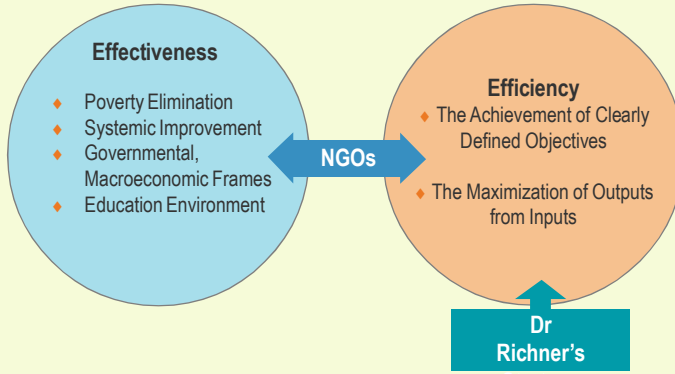 Effectiveness
♦ Poverty Elimination
♦ Systemic Improvement
♦ Governmental,
Macroeconomic Frames
♦ Education Environment
NGOs
Efficiency
♦ The Achievement of Clearly
Defined Objectives
♦ The Maximization of Outputs
from Inputs
Dr
Richner's